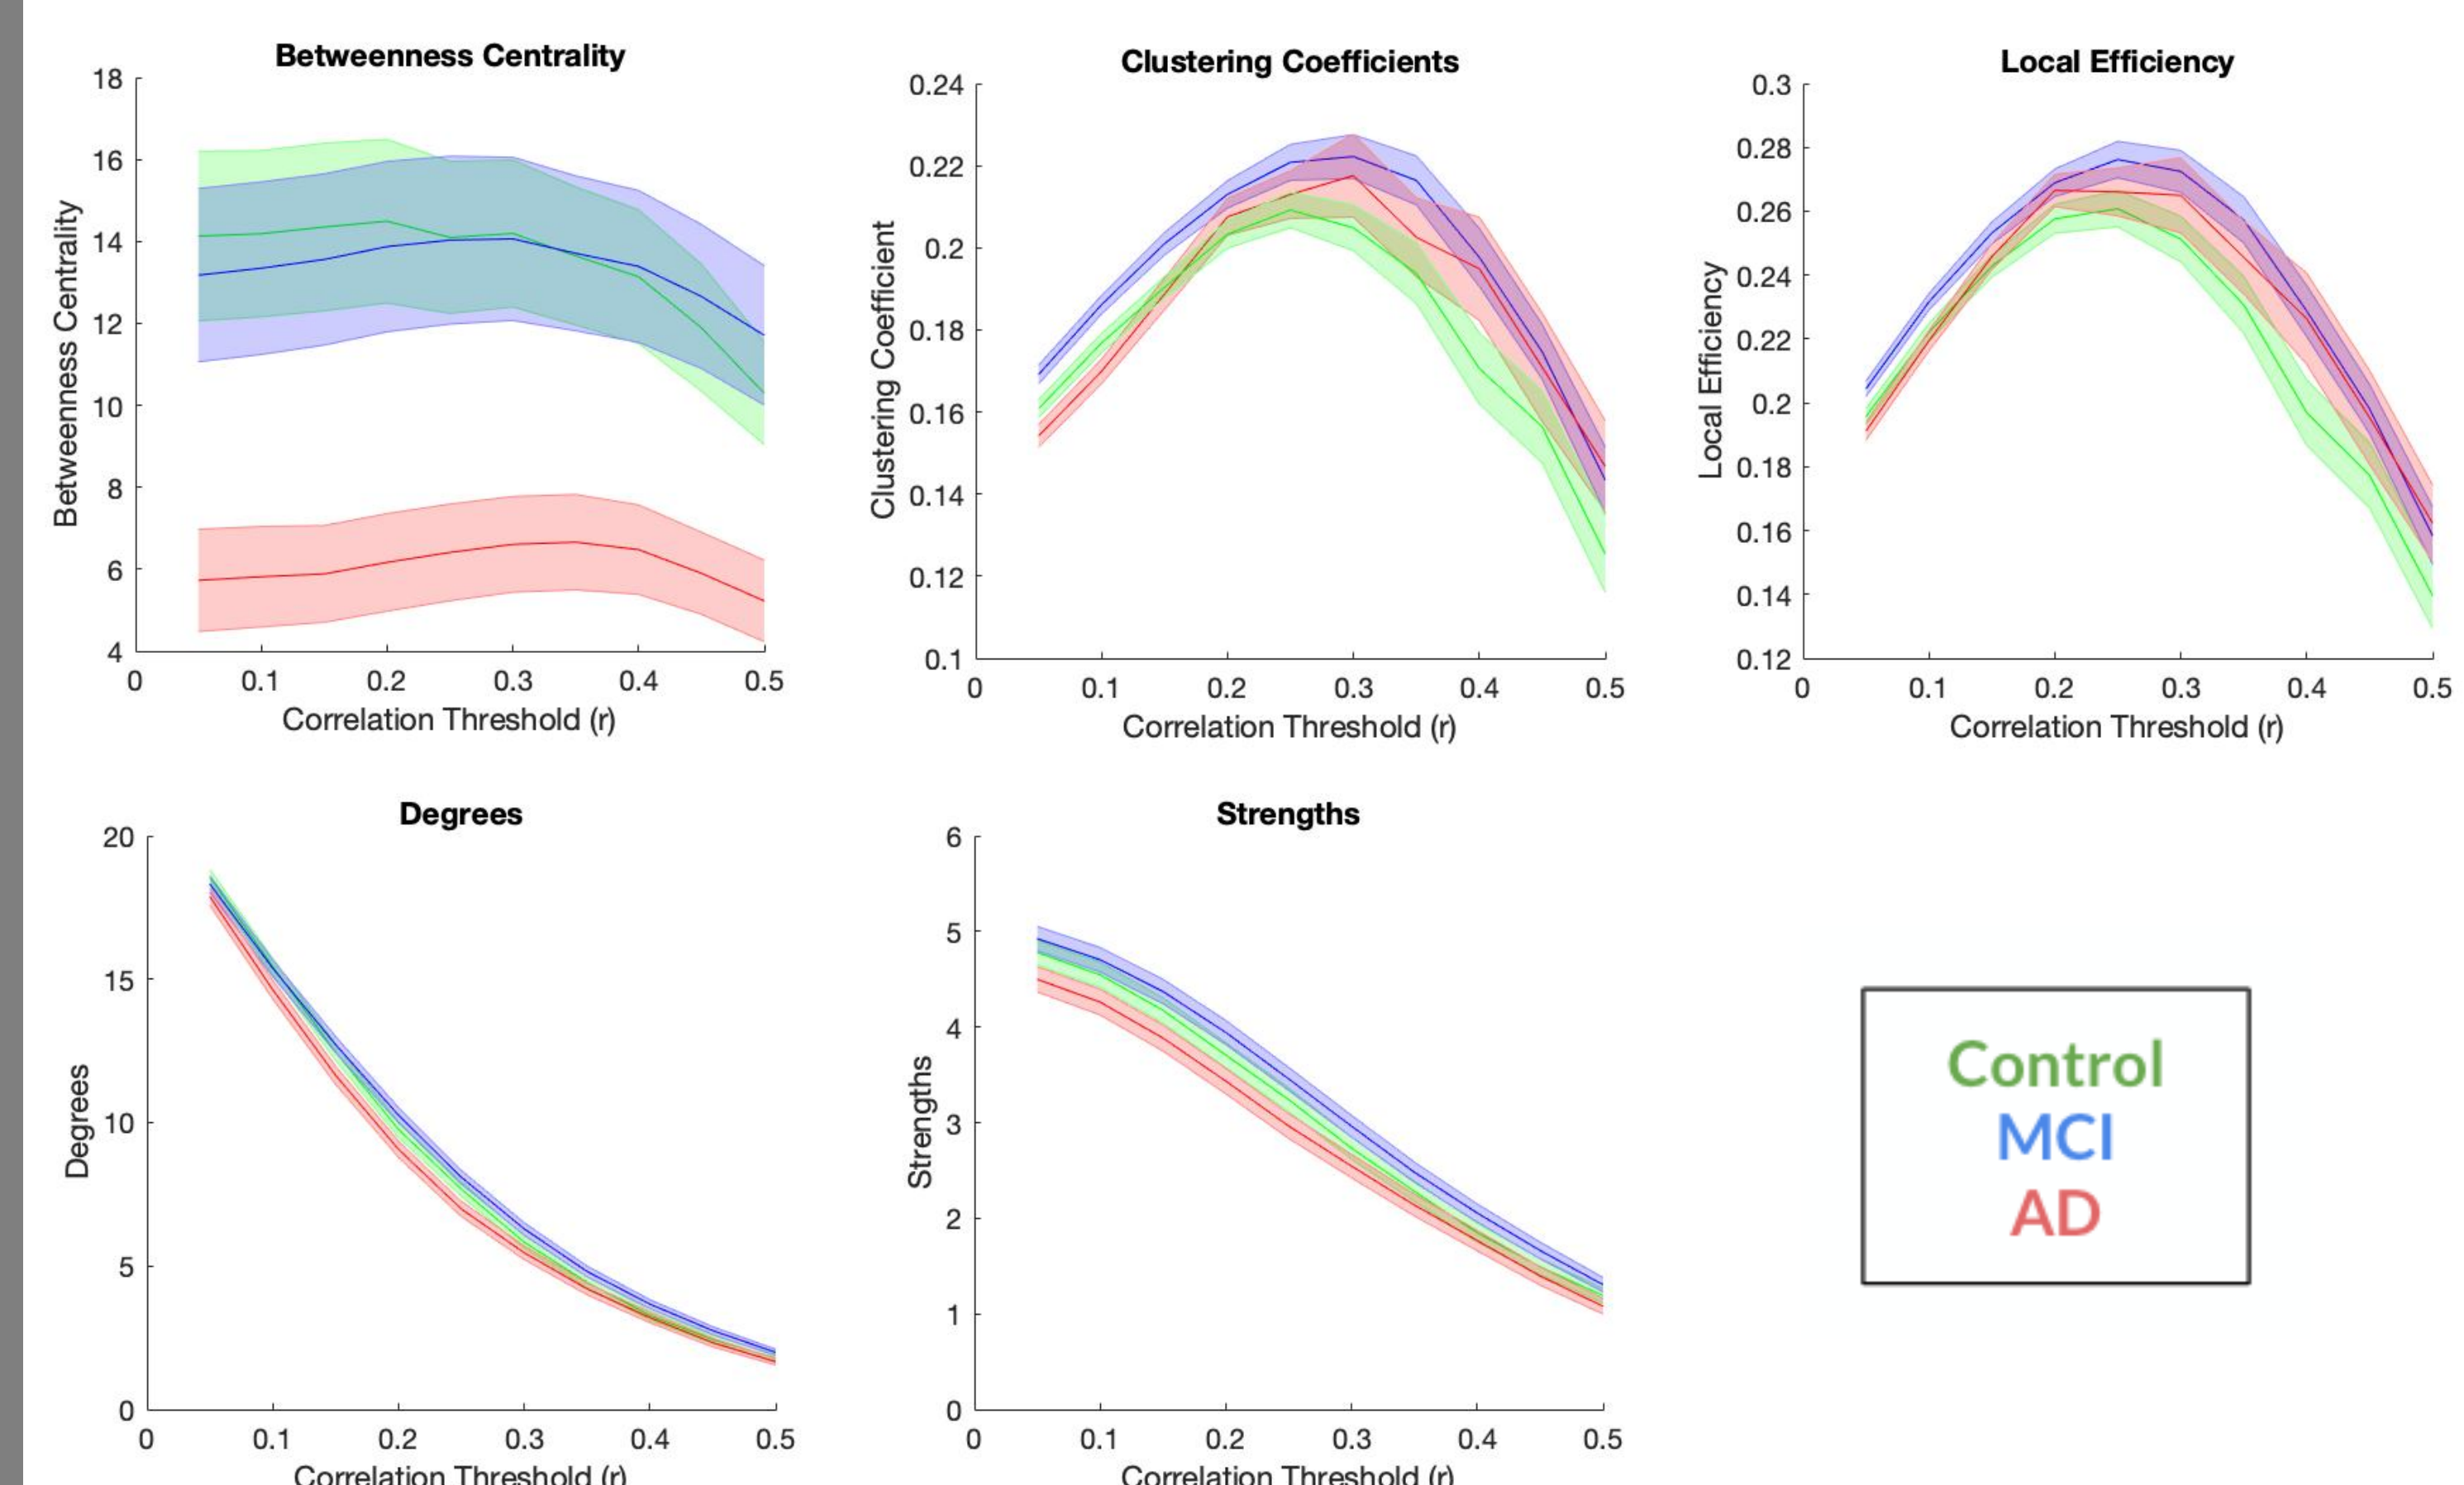 Betweenness Centrality
18
16
14
12
10
8
6
4
Betweenness Centrality
0 0.1 0.2 0.3 0.4 0.5
Correlation Threshold (r)
Clustering Coefficients
0.24
0.22
0.2
0.18
0.16
0.14
0.12
0.1
Clustering Coefficient
0 0.1 0.2 0.3 0.4 0.5
Correlation Threshold (r)
Local Efficiency
0.3
0.28
0.26
0.24
0.22
0.2
0.18
0.16
0.14
0.12
Local Efficiency
0 0.1 0.2 0.3 0.4 0.5
Correlation Threshold (r)
Degrees
20
15
10
5
0
Degrees
0 0.1 0.2 0.3 0.4 0.5
Correlation Threshold (r)
Strengths
6
5
4
3
2
1
0
Strengths
0 0.1 0.2 0.3 0.4 0.5
Correlation Threshold (r)
Control
MCI
AD